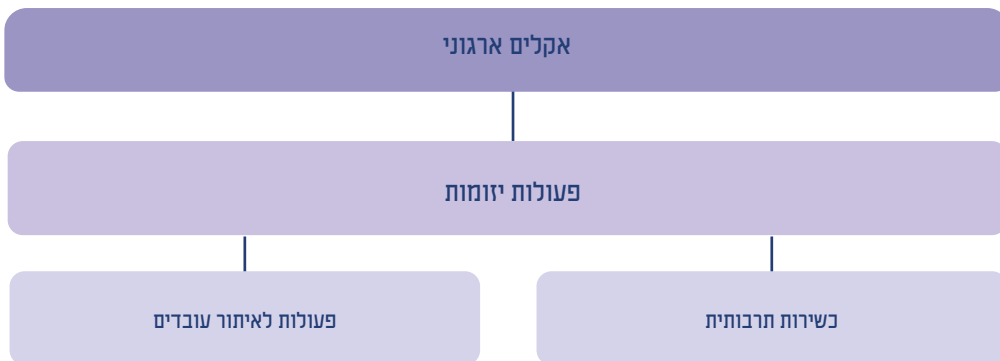 אקלים ארגוני
פעולות יזומות
כשירות תרבותית
פעולות לאיתור עובדים